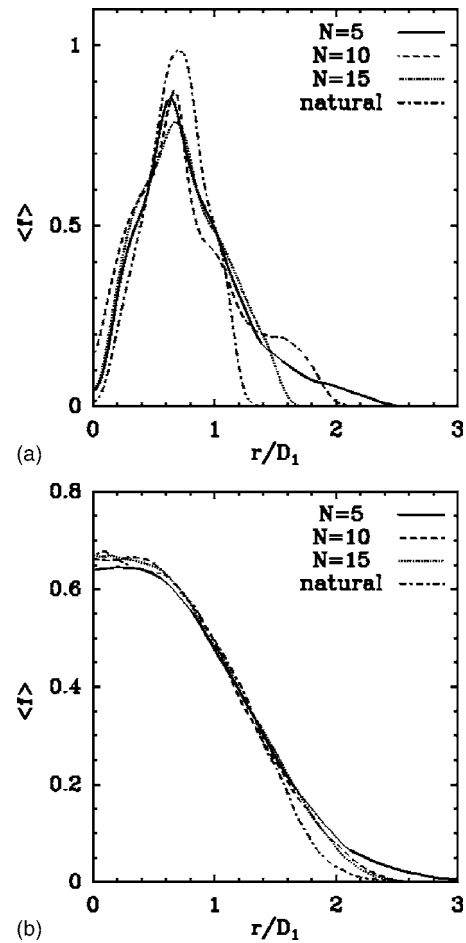 1
N=5
N=10
N=15
natural
<f>
0.5
0
0 1 2 3
(a)
r/D1
0.8
N=5
N=10
N=15
natural
0.6
<f>
0.4
0.2
0
0 1 2 3
(b)
r/D1